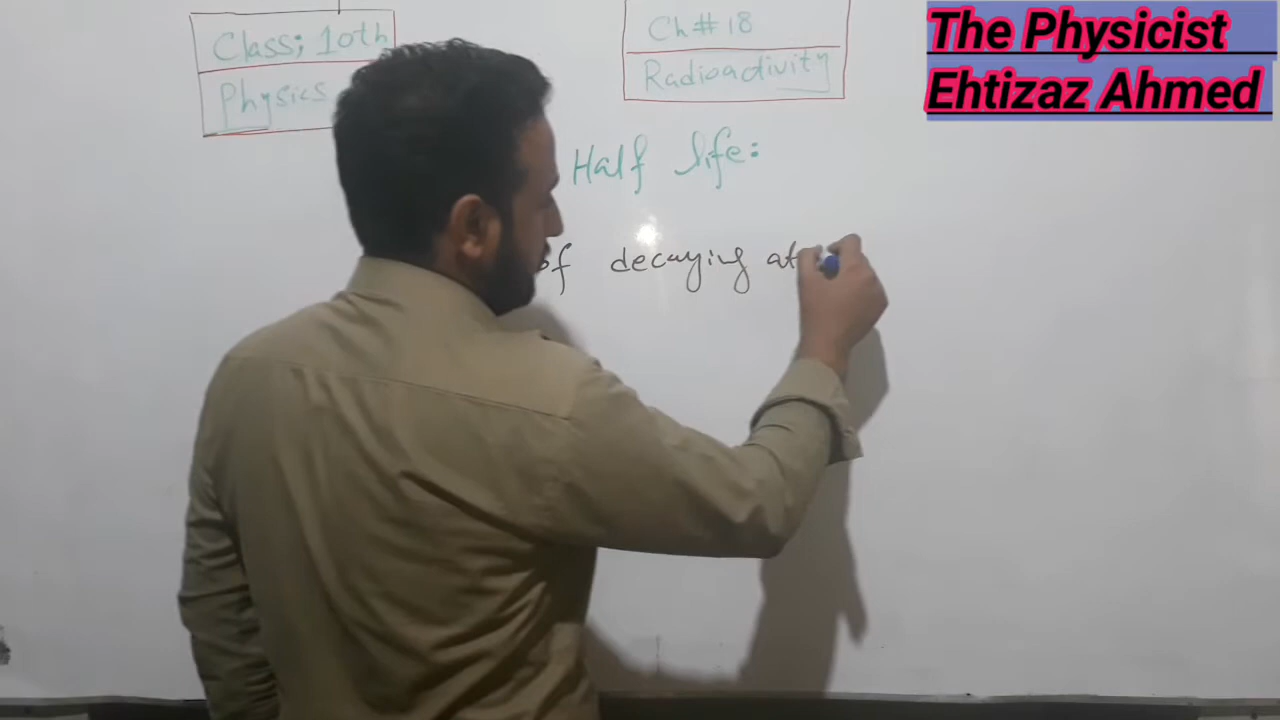 Class; 10th
Physics
Ch # 18
Radioactivity
The Physicist
Ehtizaz Ahmed
Half life:
of decaying at